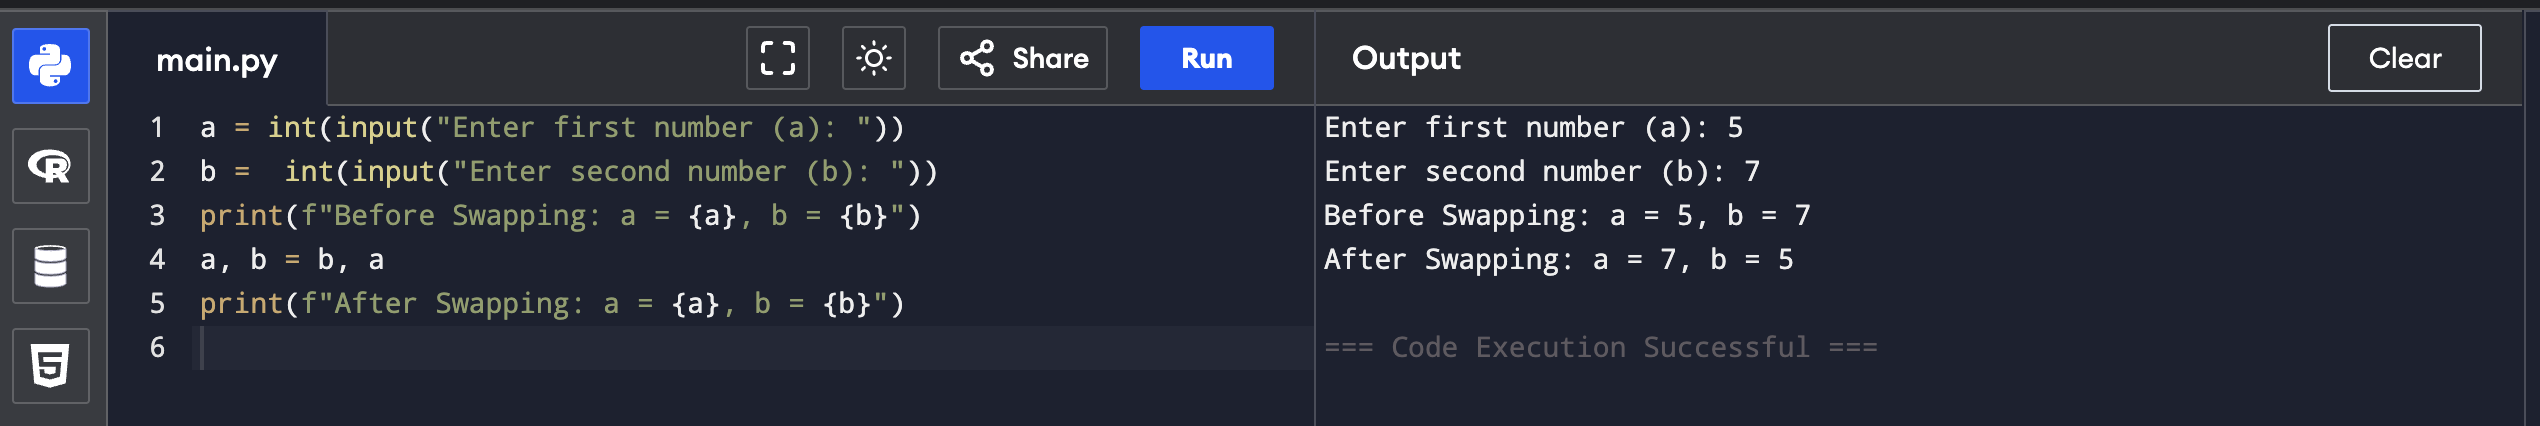 main.py
Share
Run
Output
Clear
1 a = int(input("Enter first number (a): "))
2 b =  int(input("Enter second number (b): "))
3 print(f"Before Swapping: a = {a}, b = {b}")
4 a, b = b, a
5 print(f"After Swapping: a = {a}, b = {b}")
6
Enter first number (a): 5
Enter second number (b): 7
Before Swapping: a = 5, b = 7
After Swapping: a = 7, b = 5
=== Code Execution Successful ===